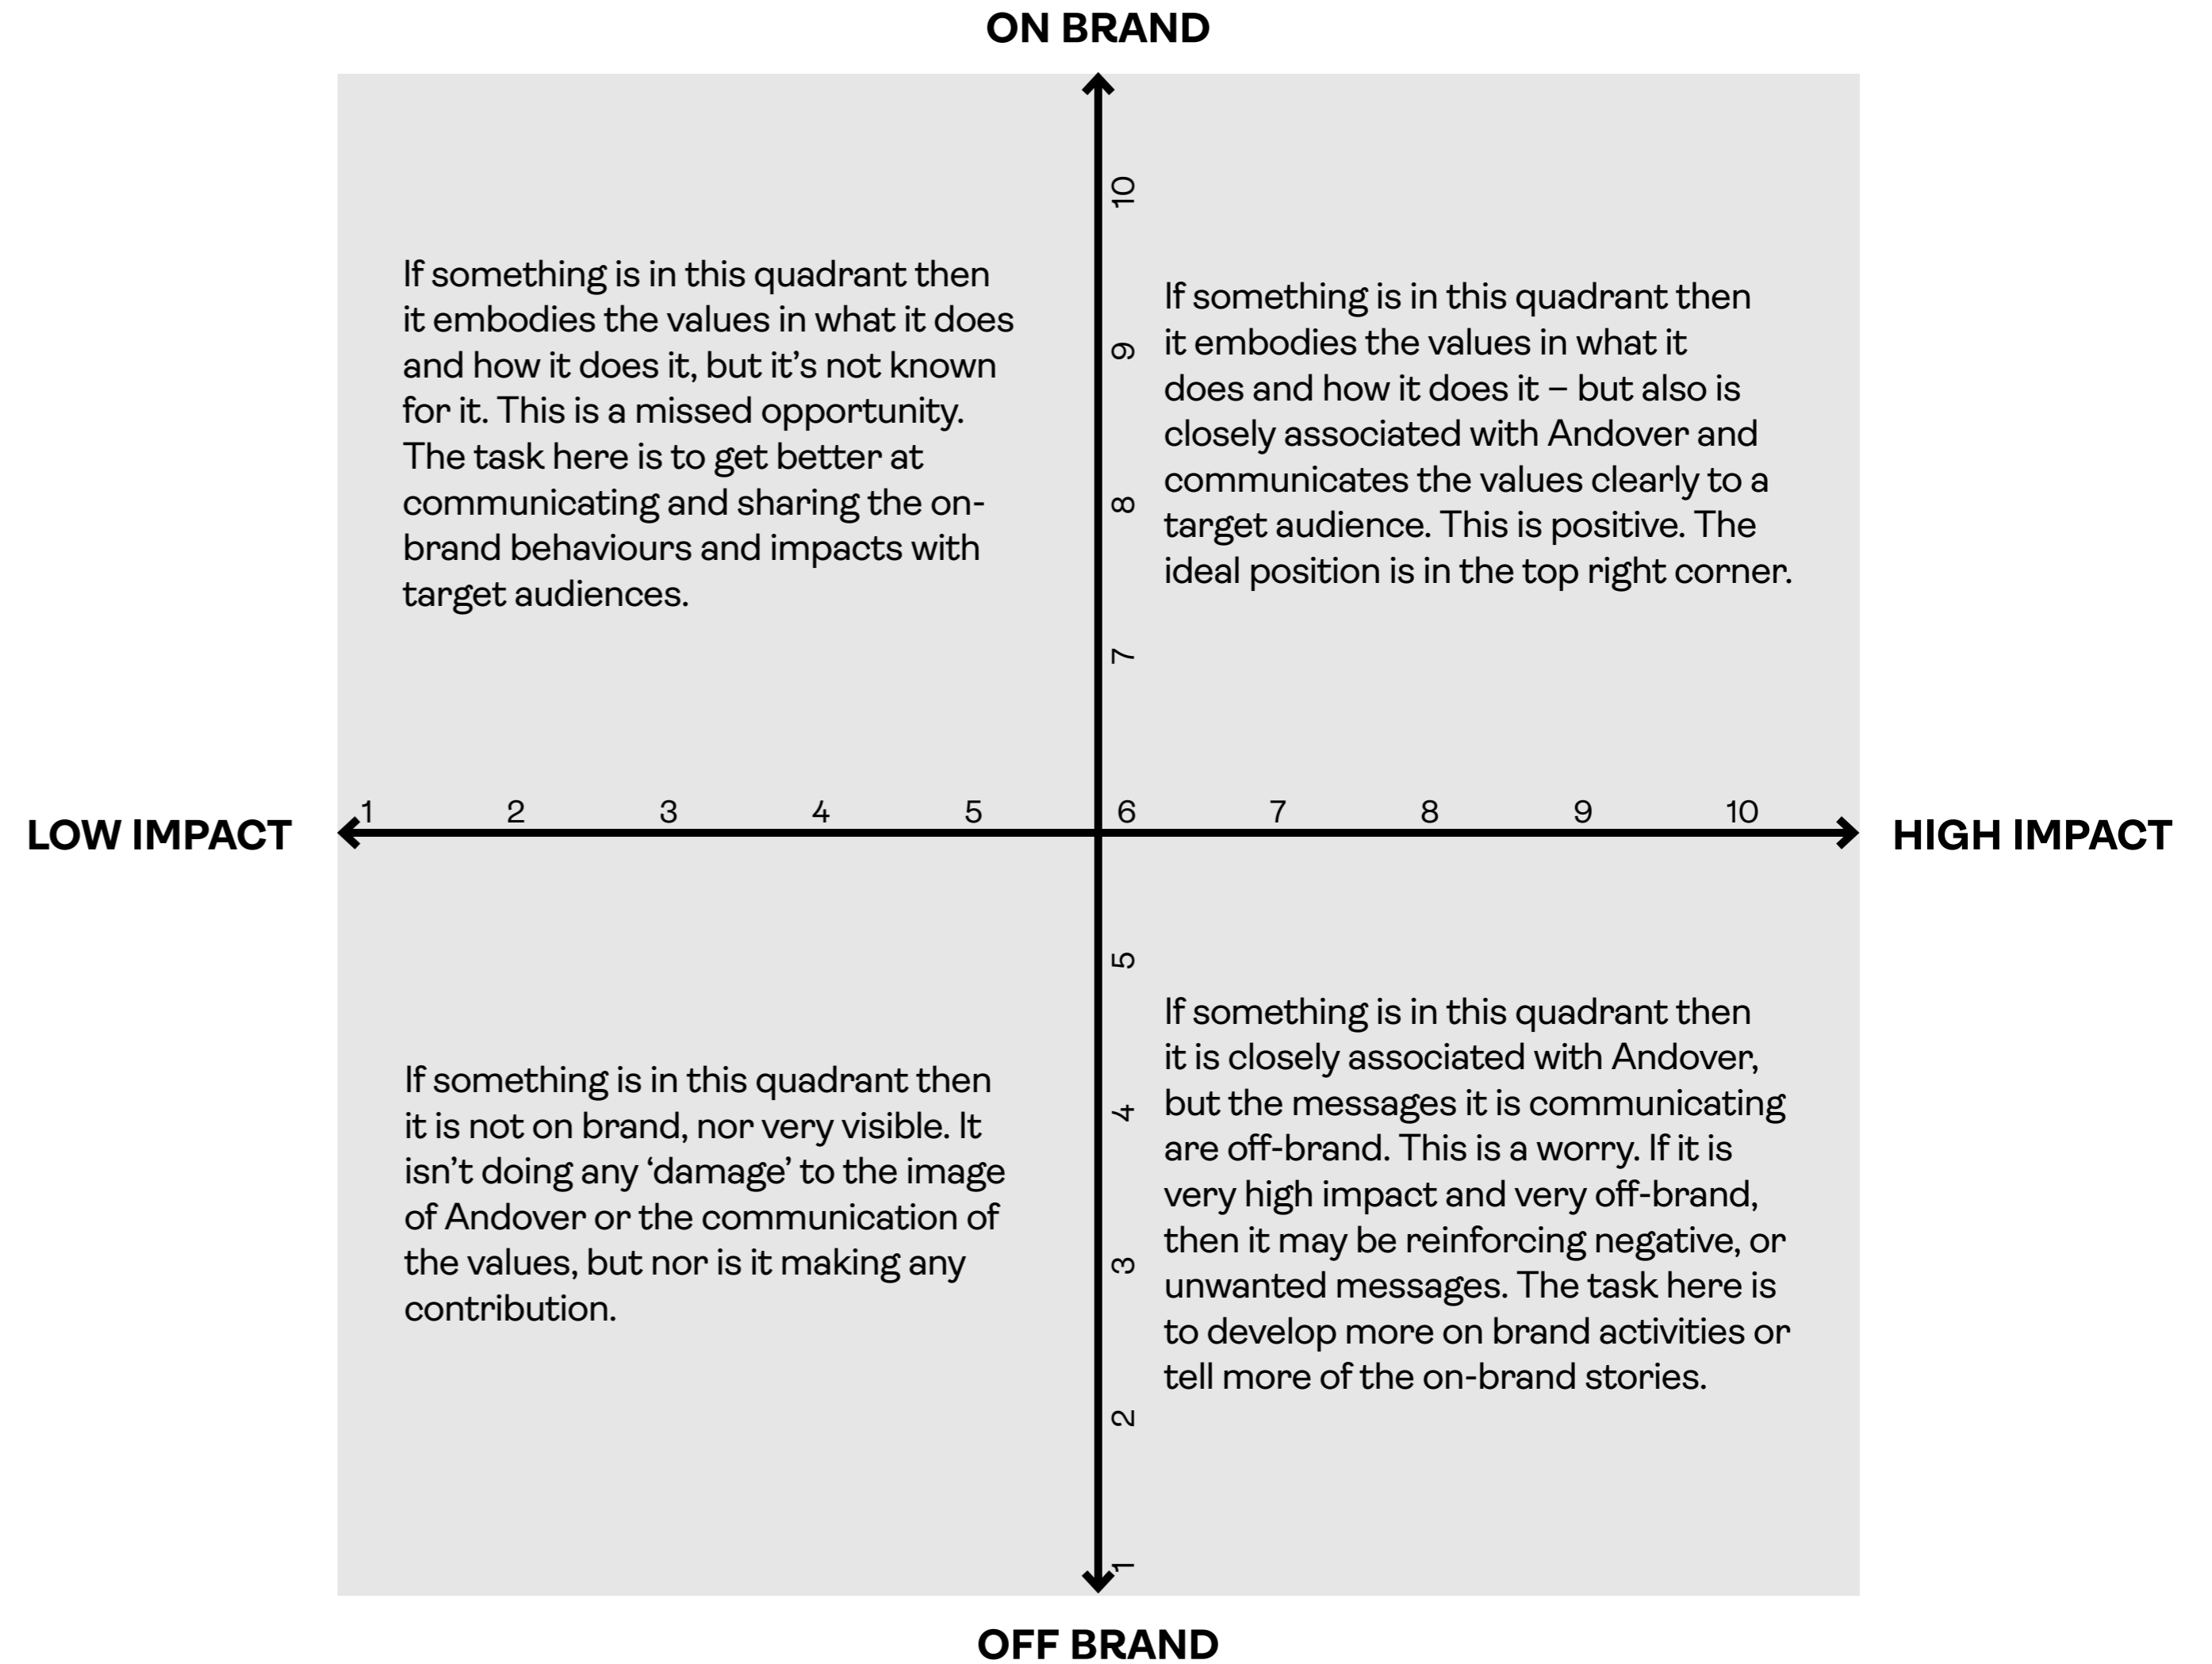 ON BRAND
10
9
8
7
If something is in this quadrant then
it embodies the values in what it does
and how it does it, but it’s not known
for it. This is a missed opportunity.
The task here is to get better at
communicating and sharing the on-
brand behaviours and impacts with
target audiences.
If something is in this quadrant then
it embodies the values in what it
does and how it does it – but also is
closely associated with Andover and
communicates the values clearly to a
target audience. This is positive. The
ideal position is in the top right corner.
LOW IMPACT
1 2 3 4 5 6 7 8 9 10
HIGH IMPACT
5
4
3
2
1
If something is in this quadrant then
it is not on brand, nor very visible. It
isn’t doing any ‘damage’ to the image
of Andover or the communication of
the values, but nor is it making any
contribution.
If something is in this quadrant then
it is closely associated with Andover,
but the messages it is communicating
are off-brand. This is a worry. If it is
very high impact and very off-brand,
then it may be reinforcing negative, or
unwanted messages. The task here is
to develop more on brand activities or
tell more of the on-brand stories.
OFF BRAND